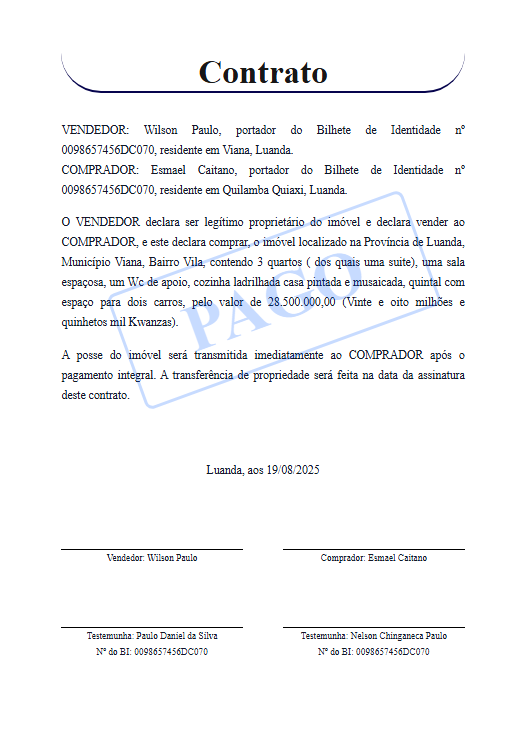 Contrato
VENDEDOR: Wilson Paulo, portador do Bilhete de Identidade nº
0098657456DC070, residente em Viana, Luanda.
COMPRADOR: Esmael Caitano, portador do Bilhete de Identidade nº
0098657456DC070, residente em Quilamba Quiaxi, Luanda.
O VENDEDOR declara ser legítimo proprietário do imóvel e declara vender ao
COMPRADOR, e este declara comprar, o imóvel localizado na Província de Luanda,
Município Viana, Bairro Vila, contendo 3 quartos ( dos quais uma suite), uma sala
espaçosa, um Wc de apoio, cozinha ladrilhada casa pintada e musaicada, quintal com
espaço para dois carros, pelo valor de 28.500.000,00 (Vinte e oito milhões e
quinhetos mil Kwanzas).
PAGO
A posse do imóvel será transmitida imediatamente ao COMPRADOR após o
pagamento integral. A transferência de propriedade será feita na data da assinatura
deste contrato.
Luanda, aos 19/08/2025
Vendedor: Wilson Paulo
Comprador: Esmael Caitano
Testemunha: Paulo Daniel da Silva
Nº do BI: 0098657456DC070
Testemunha: Nelson Chinganeca Paulo
Nº do BI: 0098657456DC070